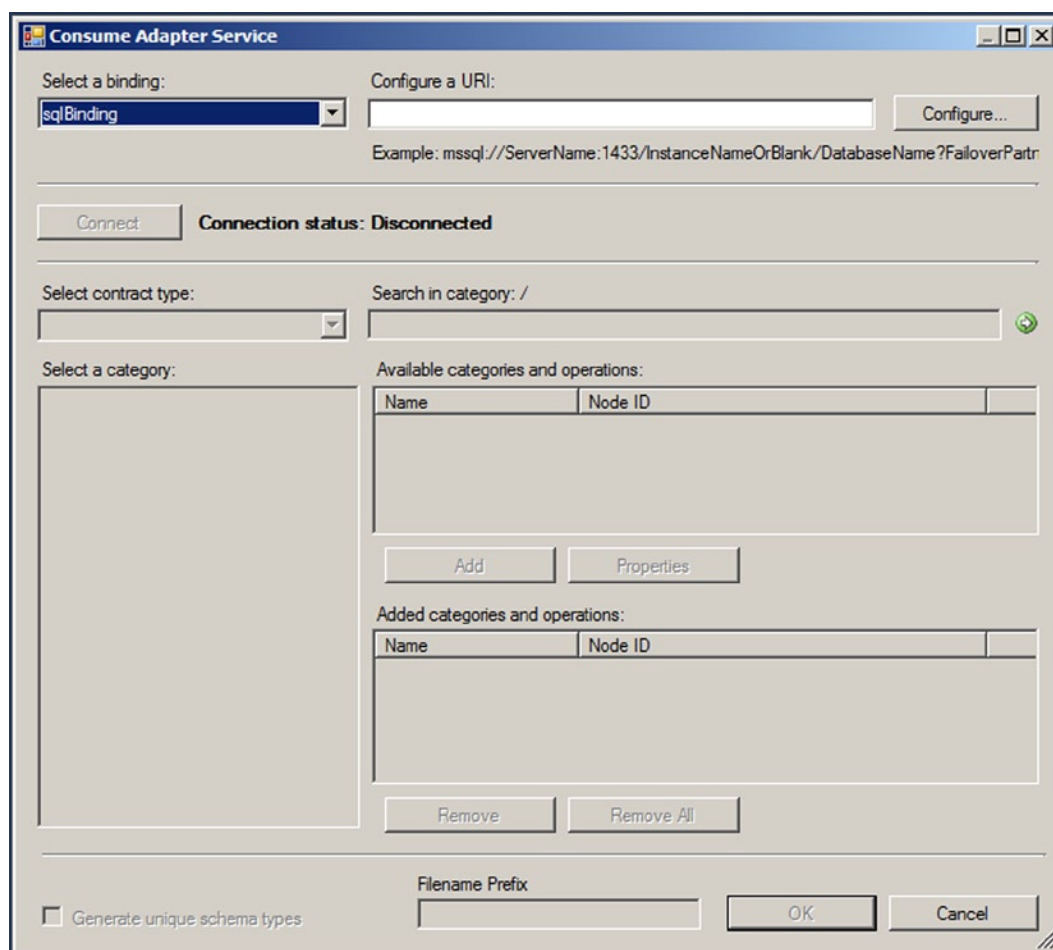 Consume Adapter Service
Select a binding:
Configure a URI:
sqlBinding
Configure...
Example: mssql://ServerName:1433/InstanceNameOrBlank/DatabaseName?FailoverPartn
Connect
Connection status: Disconnected
Select contract type:
Search in category: /
Select a category:
Available categories and operations:
Name
Node ID
Add
Properties
Added categories and operations:
Name
Node ID
Remove
Remove All
Filename Prefix
Generate unique schema types
OK
Cancel